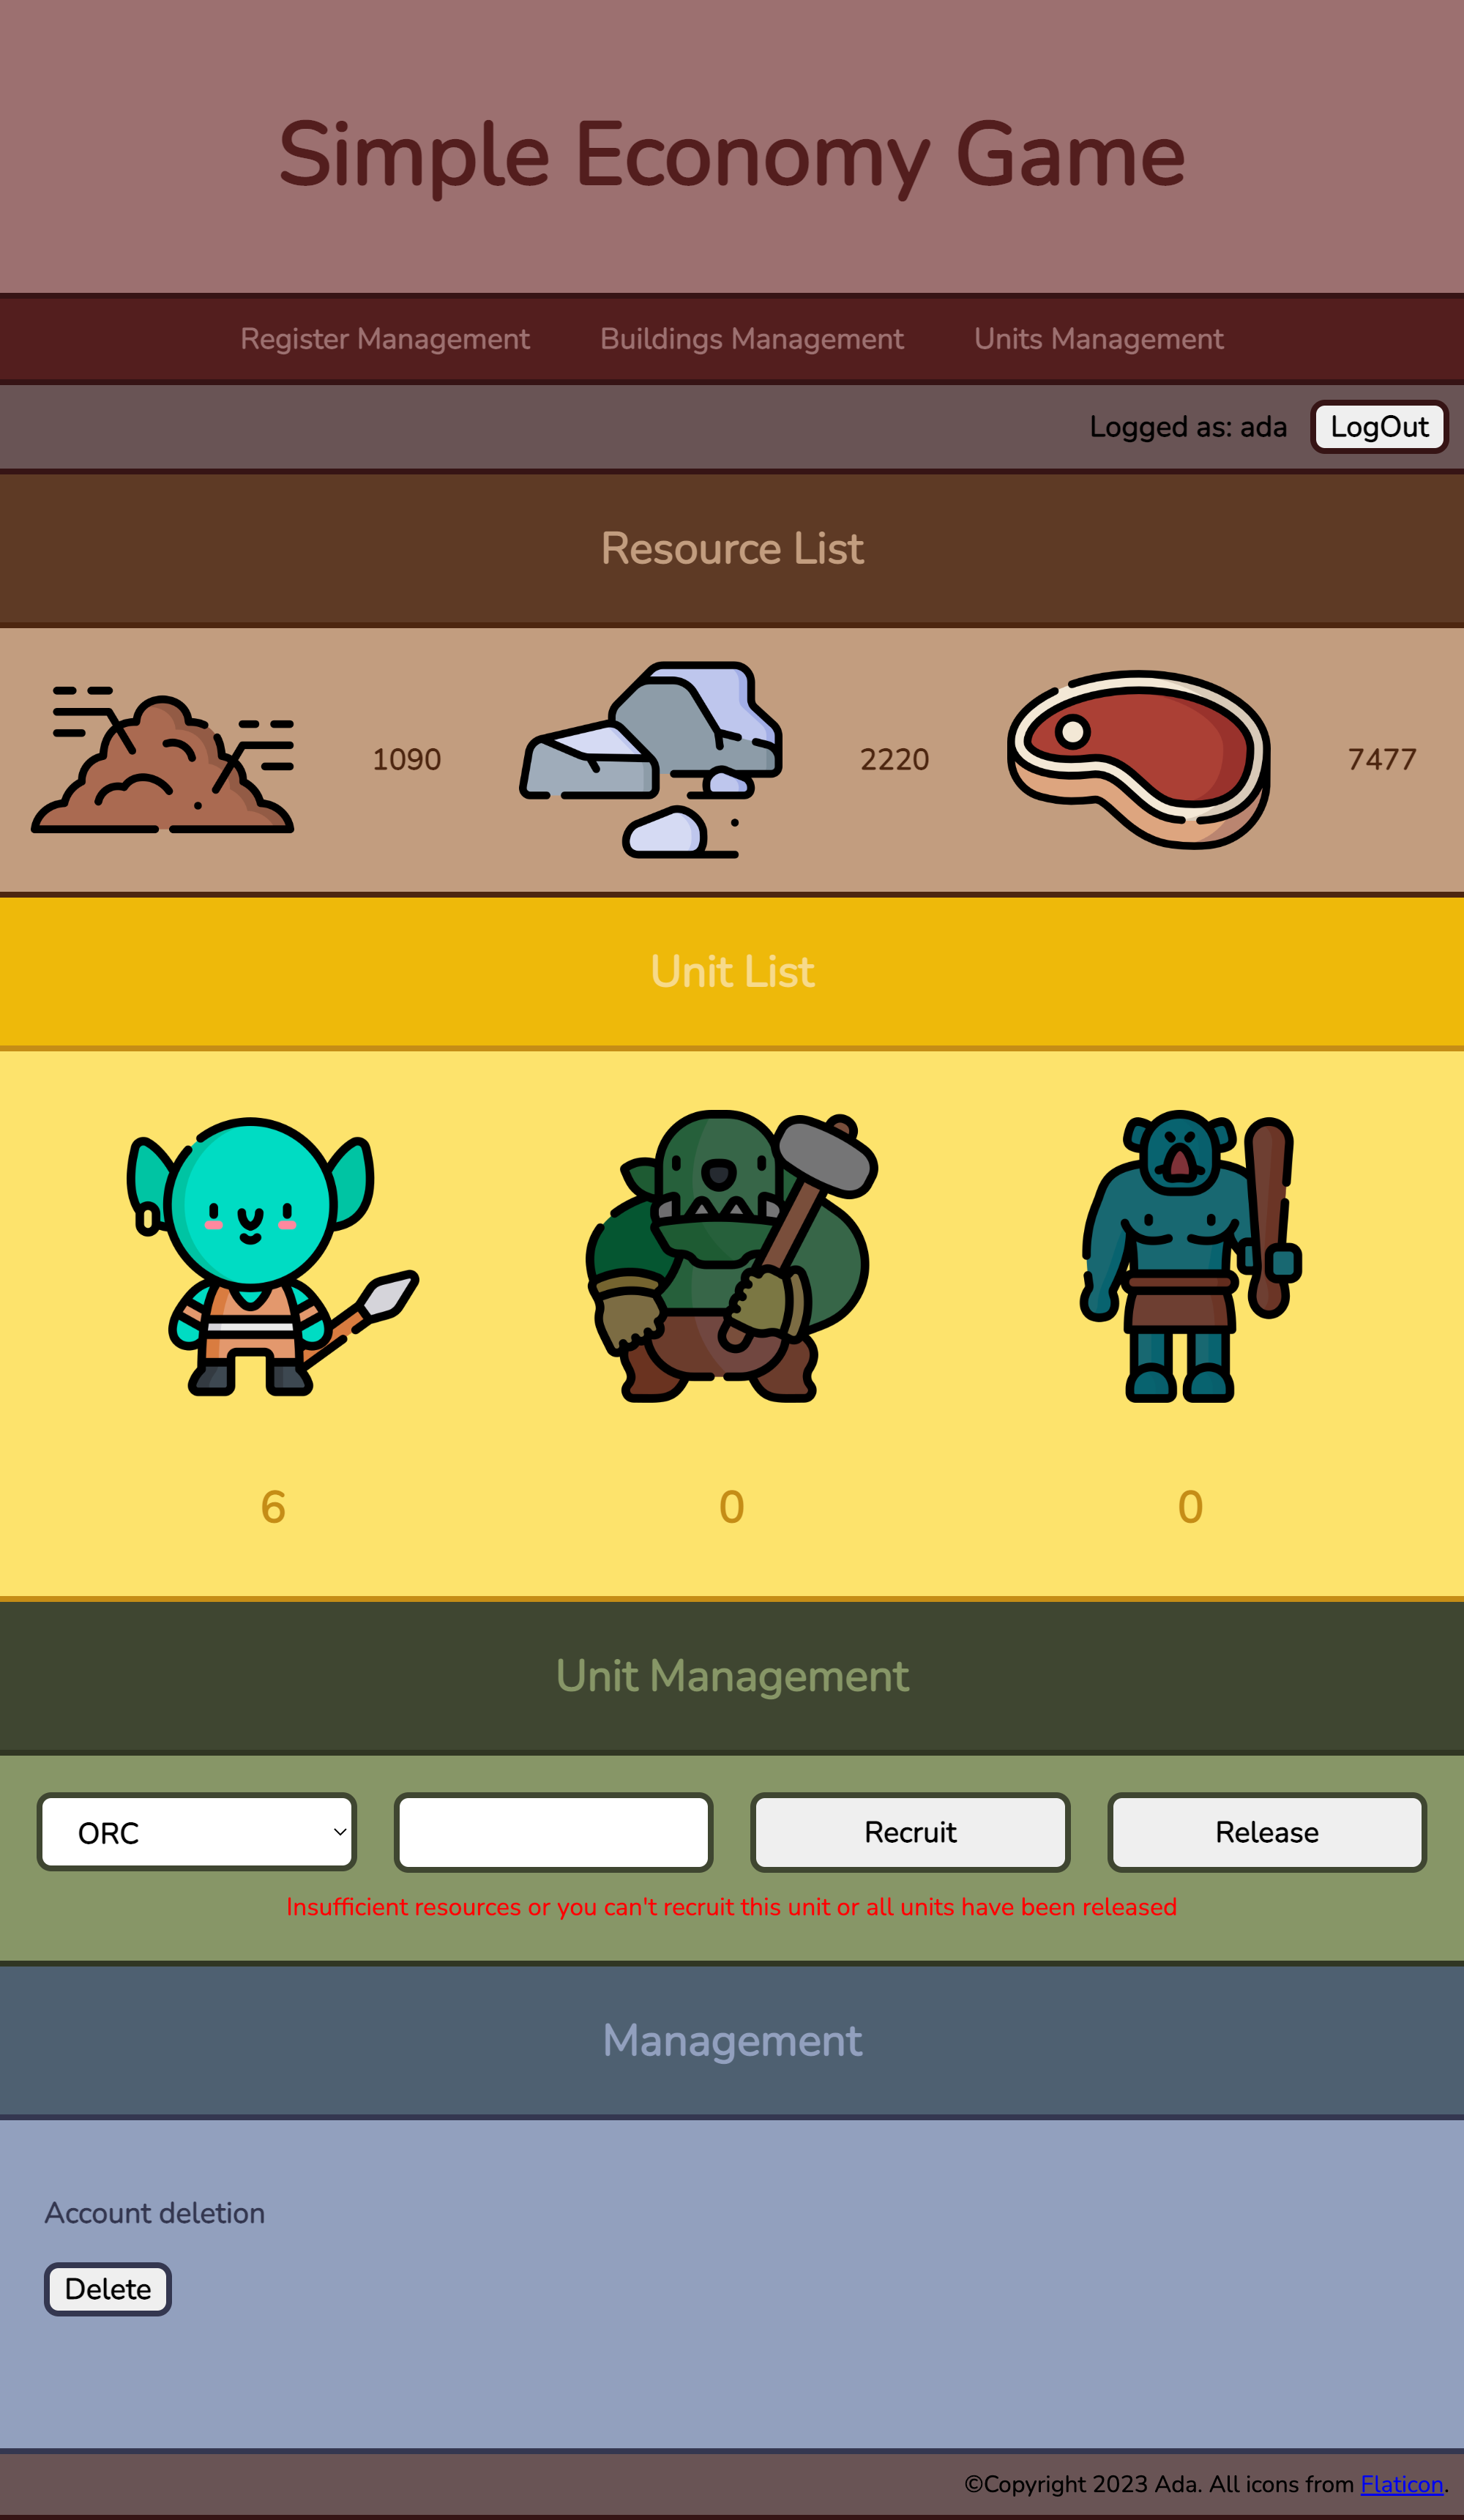 Simple Economy Game
Register Management Buildings Management Units Management
Logged as: ada LogOut
Resource List
1090 2220 7477
Unit List
6 0 0
Unit Management
ORC Recruit Release
Insufficient resources or you can't recruit this unit or all units have been released
Management
Account deletion
Delete
©Copyright 2023 Ada. All icons from Flaticon.